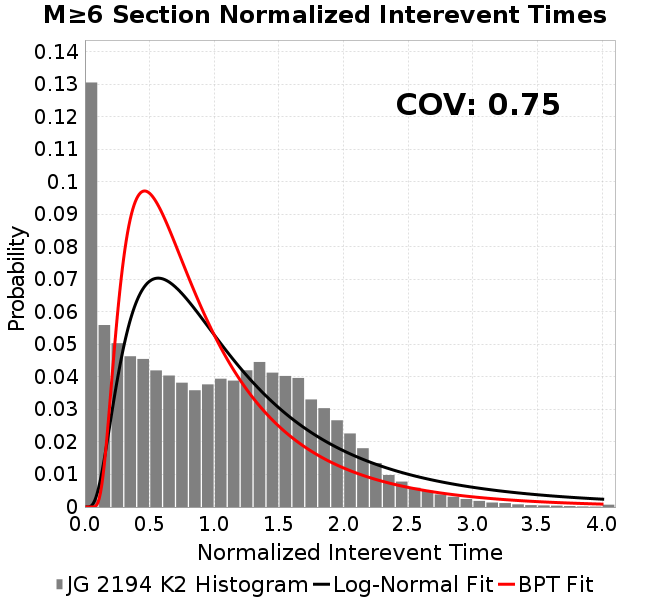 M≥6 Section Normalized Interevent Times
COV: 0.75
Probability
0.14
0.13
0.12
0.11
0.1
0.09
0.08
0.07
0.06
0.05
0.04
0.03
0.02
0.01
0
0.0 0.5 1.0 1.5 2.0 2.5 3.0 3.5 4.0
Normalized Interevent Time
JG 2194 K2 Histogram Log-Normal Fit BPT Fit